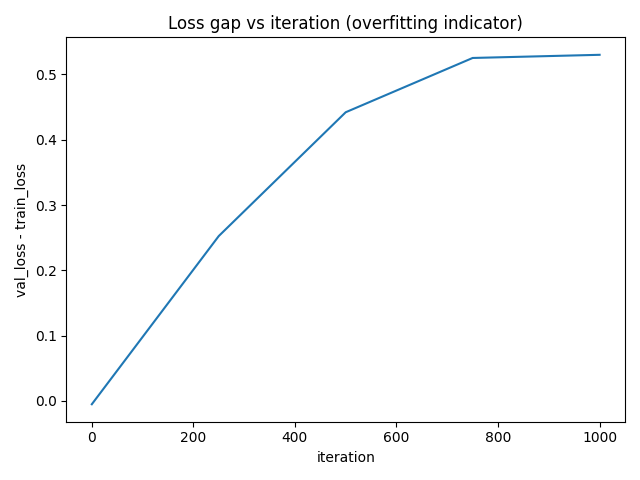 Loss gap vs iteration (overfitting indicator)
val_loss - train_loss
0.5
0.4
0.3
0.2
0.1
0.0
0 200 400 600 800 1000
iteration